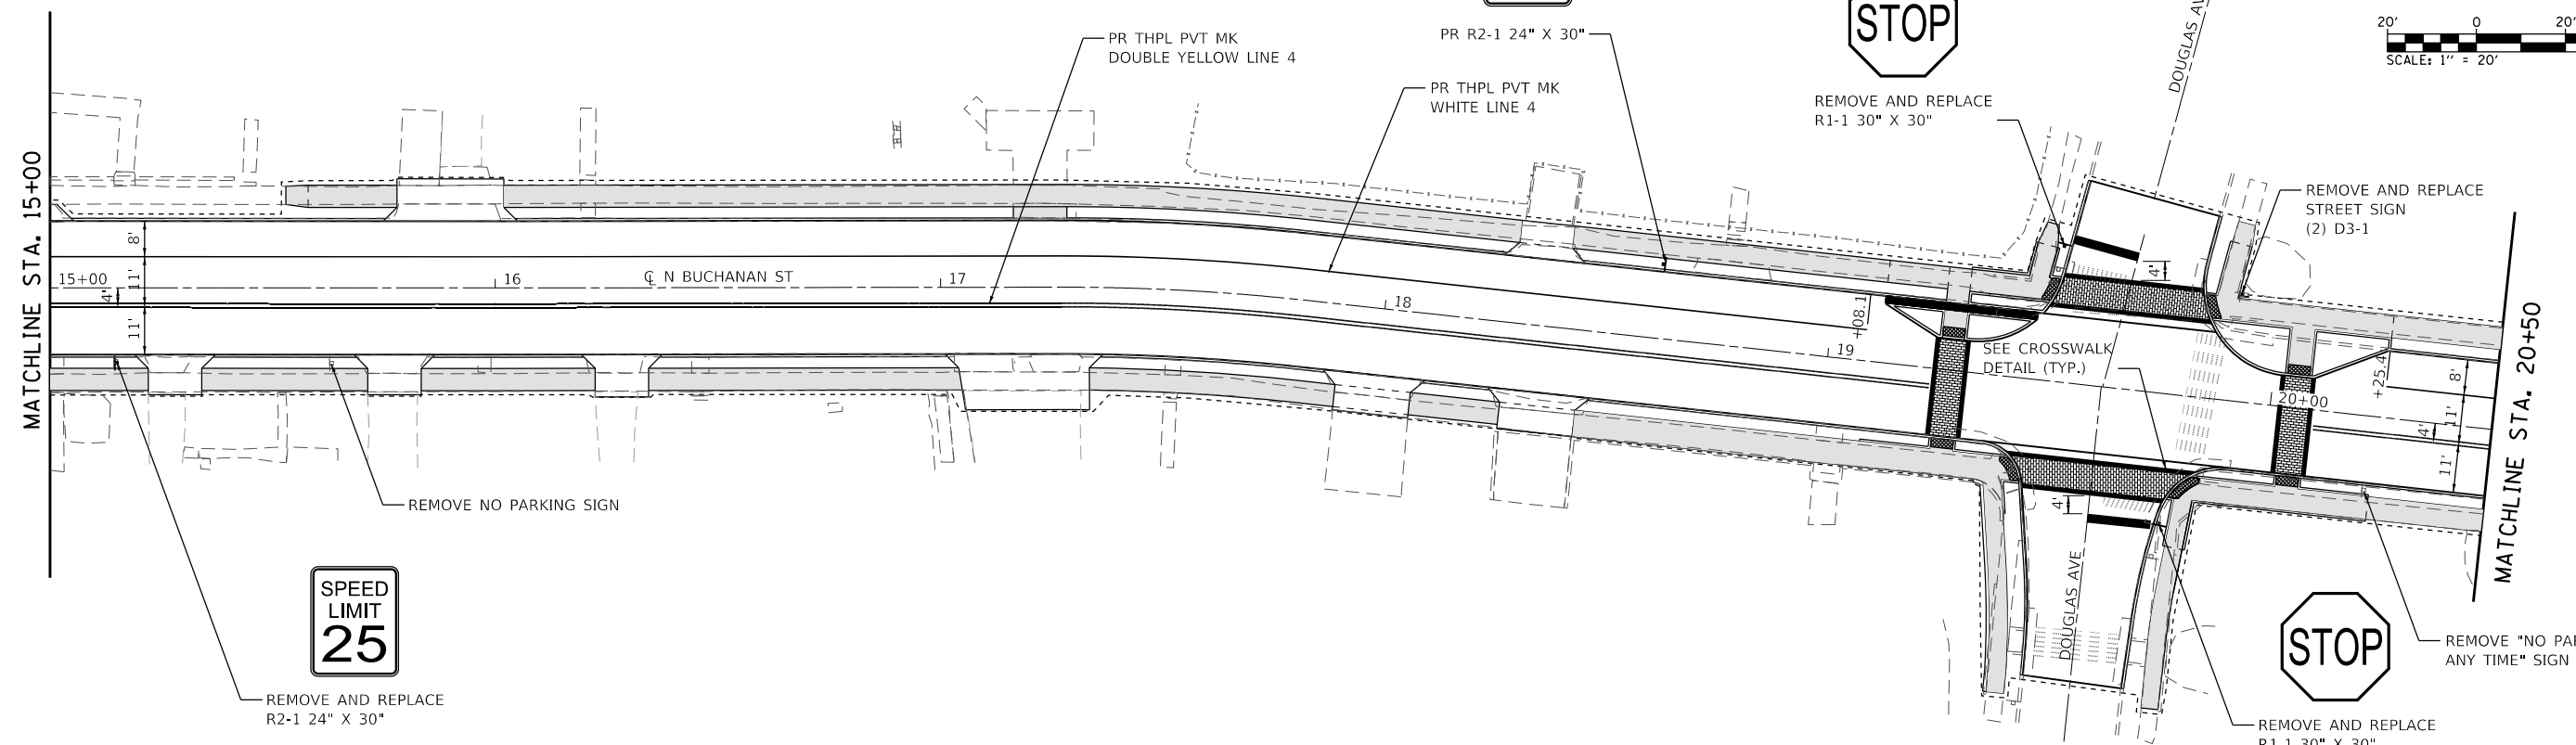 PR THPL PVT MK
DOUBLE YELLOW LINE 4
PR R2-1 24" X 30"
PR THPL PVT MK
WHITE LINE 4
STOP
REMOVE AND REPLACE
R1-1 30" X 30"
DOUGLAS AV
20' 0 20'
SCALE: 1'' = 20'
REMOVE AND REPLACE
STREET SIGN
(2) D3-1
MATCHLINE STA. 15+00
8'
11'
4'
11'
15+00
16
℄ N BUCHANAN ST
17
18
+08.1
19
4'
SEE CROSSWALK
DETAIL (TYP.)
20+00
+25.4
8'
11'
4'
11'
MATCHLINE STA. 20+50
REMOVE NO PARKING SIGN
4'
DOUGLAS AVE
SPEED
LIMIT
25
REMOVE AND REPLACE
R2-1 24" X 30"
STOP
REMOVE "NO PA
ANY TIME" SIGN
REMOVE AND REPLACE
R1-1 30" X 30"